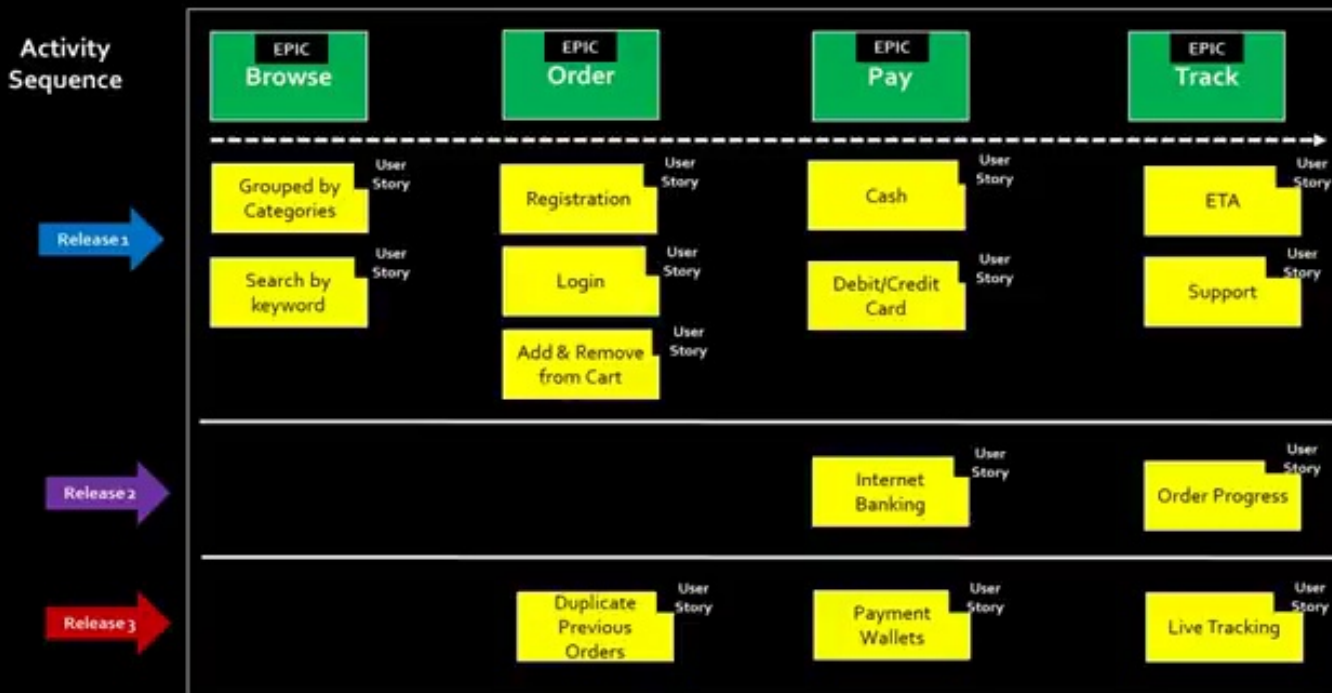 Activity
Sequence
EPIC
Browse
EPIC
Order
EPIC
Pay
EPIC
Track
Release 1
Grouped by
Categories
User
Story
Registration
User
Story
Cash
User
Story
ETA
User
Story
Search by
keyword
User
Story
Login
User
Story
Debit/Credit
Card
User
Story
Support
User
Story
Add & Remove
from Cart
User
Story
Release 2
Internet
Banking
User
Story
Order Progress
User
Story
Release 3
Duplicate
Previous
Orders
User
Story
Payment
Wallets
User
Story
Live Tracking
User
Story